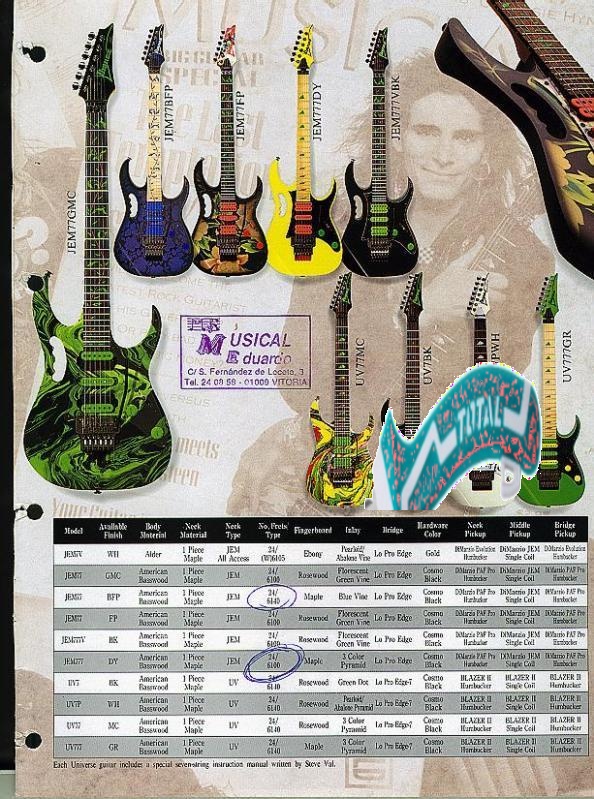 MUSICA
BIG GUITAR
SPECIAL
JEM77GMC
JEM77BFP
JEM77FP
JEM777DY
JEM777VBK
UV77MC
UV7BK
PWH
UV777GR
ÚSICAL
Eduardo
C/ S. Fernández de Leceta, 3
Tel. 24 09 58 - 01009 VITORIA
TOTAL
Model Available Finish Body Material Neck Material Neck Type No. Frets/ Type Fingerboard Inlay Bridge Hardware Color Neck Pickup Middle Pickup Bridge Pickup
JEM7V WH Alder 1 Piece Maple JEM All Access 24/ (W)6105 Ebony Pearloid/ Abalone Vine Lo Pro Edge Gold DiMarzio Evolution Humbucker DiMarzio JEM Single Coil DiMarzio Evolution Humbucker
JEM77 GMC American Basswood 1 Piece Maple JEM 24/ 6100 Rosewood Florescent Green Vine Lo Pro Edge Cosmo Black DiMarzio PAF Pro Humbucker DiMarzio JEM Single Coil DiMarzio PAF Pro Humbucker
JEM77 BFP American Basswood 1 Piece Maple JEM 24/ 6140 Maple Blue Vine Lo Pro Edge Cosmo Black DiMarzio PAF Pro Humbucker DiMarzio JEM Single Coil DiMarzio PAF Pro Humbucker
JEM77 FP American Basswood 1 Piece Maple JEM 24/ 6100 Rosewood Florescent Green Vine Lo Pro Edge Cosmo Black DiMarzio PAF Pro Humbucker DiMarzio JEM Single Coil DiMarzio PAF Pro Humbucker
JEM777V BK American Basswood 1 Piece Maple JEM 24/ 6100 Rosewood Florescent Green Vine Lo Pro Edge Cosmo Black DiMarzio PAF Pro Humbucker DiMarzio JEM Single Coil DiMarzio PAF Pro Humbucker
JEM777 DY American Basswood 1 Piece Maple JEM 24/ 6100 Maple 3 Color Pyramid Lo Pro Edge Cosmo Black DiMarzio PAF Pro Humbucker DiMarzio JEM Single Coil DiMarzio PAF Pro Humbucker
UV7 BK American Basswood 1 Piece Maple UV 24/ 6140 Rosewood Green Dot Lo Pro Edge-7 Cosmo Black BLAZER II Humbucker BLAZER II Single Coil BLAZER II Humbucker
UV7P WH American Basswood 1 Piece Maple UV 24/ 6140 Rosewood Pearloid/ Abalone Pyramid Lo Pro Edge-7 Cosmo Black BLAZER II Humbucker BLAZER II Single Coil BLAZER II Humbucker
UV77 MC American Basswood 1 Piece Maple UV 24/ 6140 Rosewood 3 Color Pyramid Lo Pro Edge-7 Cosmo Black BLAZER II Humbucker BLAZER II Single Coil BLAZER II Humbucker
UV777 GR American Basswood 1 Piece Maple UV 24/ 6140 Maple 3 Color Pyramid Lo Pro Edge-7 Cosmo Black BLAZER II Humbucker BLAZER II Single Coil BLAZER II Humbucker
Each Universe guitar includes a special seven-string instruction manual written by Steve Vai.